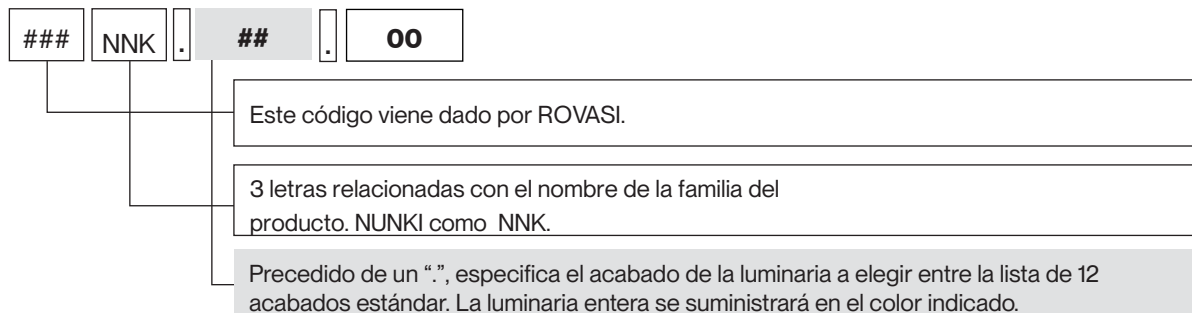 ### NNK . ## . 00
Este código viene dado por ROVASI.
3 letras relacionadas con el nombre de la familia del
producto. NUNKI como NNK.
Precedido de un “.”, especifica el acabado de la luminaria a elegir entre la lista de 12
acabados estándar. La luminaria entera se suministrará en el color indicado.